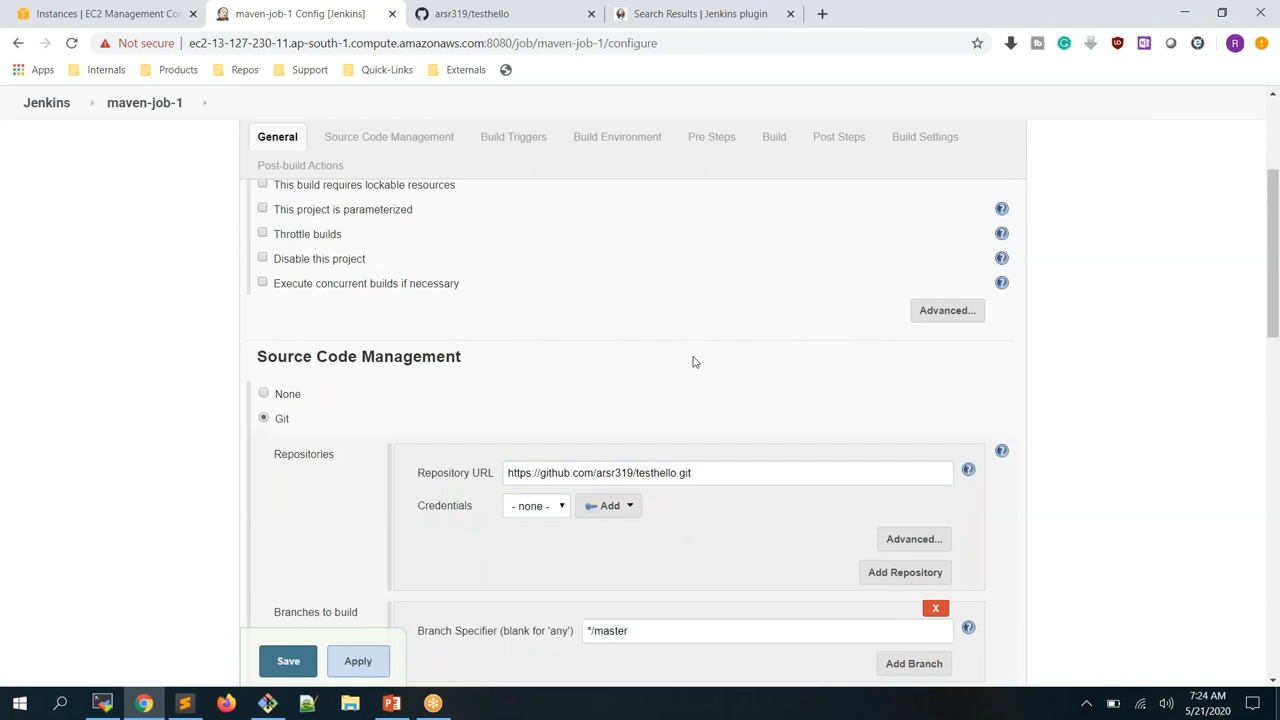 Instances | EC2 Management Con
maven-job-1 Config [Jenkins]
arsr319/testhello
Search Results | Jenkins plugin
Not secure | ec2-13-127-230-11.ap-south-1.compute.amazonaws.com:8080/job/maven-job-1/configure
Apps Internals Products Repos Support Quick-Links Externals
Jenkins maven-job-1
General Source Code Management Build Triggers Build Environment Pre Steps Build Post Steps Build Settings
Post-build Actions
This build requires lockable resources
This project is parameterized
Throttle builds
Disable this project
Execute concurrent builds if necessary
Advanced...
Source Code Management
None
Git
Repositories
Repository URL https://github.com/arsr319/testhello.git
Credentials - none - Add
Advanced...
Add Repository
X
Branches to build
Branch Specifier (blank for 'any') */master
Save Apply
Add Branch
7:24 AM
5/21/2020